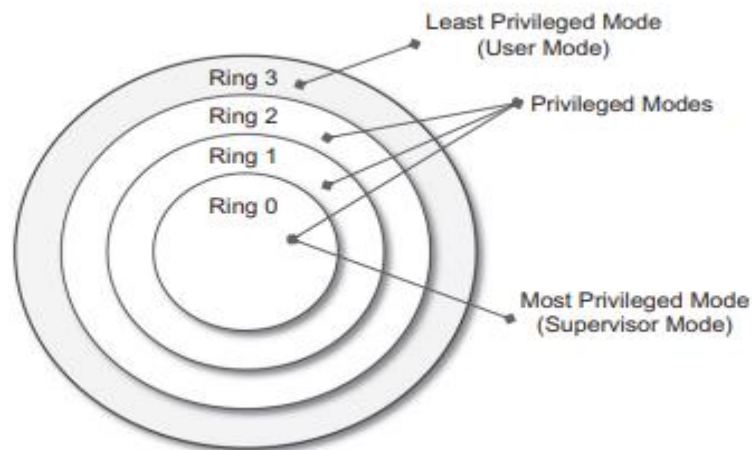 Least Privileged Mode
(User Mode)
Ring 3
Ring 2
Privileged Modes
Ring 1
Ring 0
Most Privileged Mode
(Supervisor Mode)